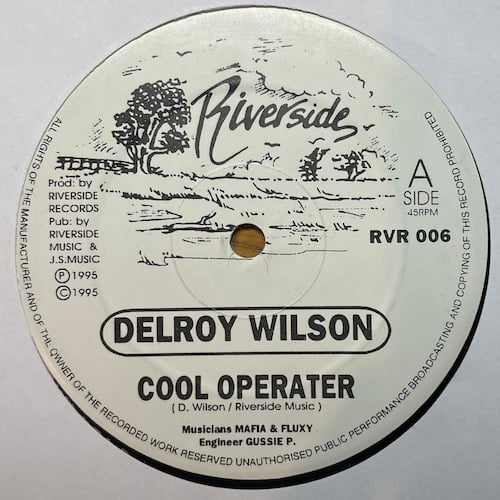 Riverside
Prod: by
RIVERSIDE
RECORDS
Pub: by
RIVERSIDE
MUSIC &
J.S.MUSIC
Ⓟ 1995
© 1995
A
SIDE
45RPM
RVR 006
DELROY WILSON
COOL OPERATER
( D. Wilson / Riverside Music )
Musicians MAFIA & FLUXY
Engineer GUSSIE P.
ALL RIGHTS OF THE MANUFACTURER AND OF THL QWNER OF THE RECORDED WORK RESERVED UNAUTHORISED PUBLIC PERFORMANCE BROADCASTING AND COPYING OF THIS RECORD PROHIBITED